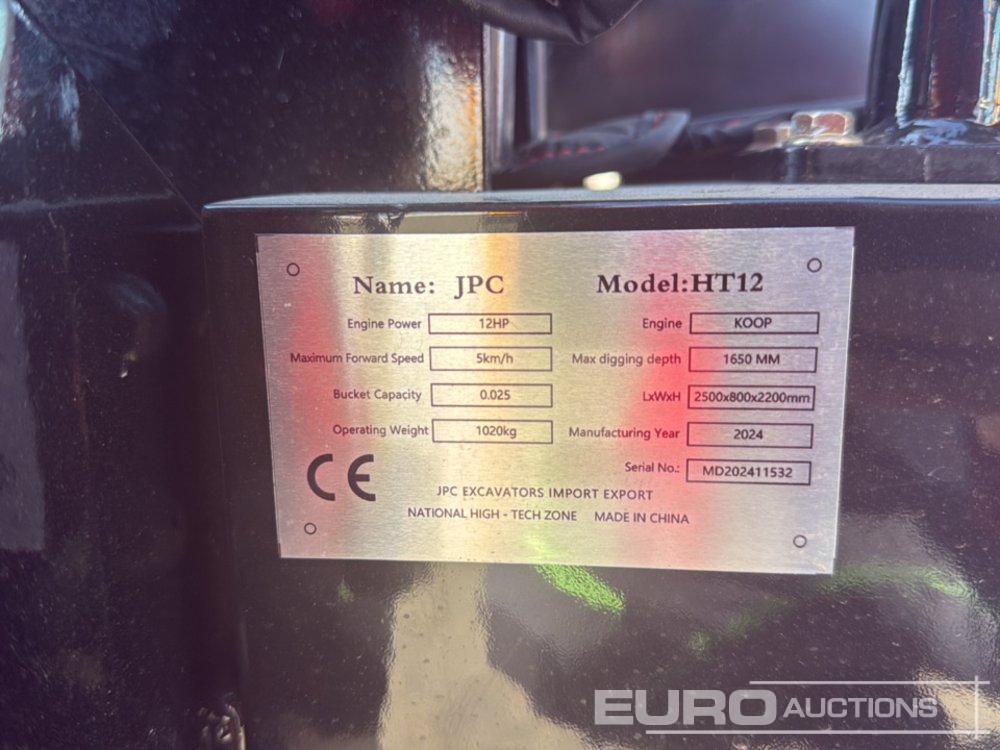 Name: JPC Model:HT12
Engine Power 12HP Engine KOOP
Maximum Forward Speed 5km/h Max digging depth 1650 MM
Bucket Capacity 0.025 LxWxH 2500x800x2200mm
Operating Weight 1020kg Manufacturing Year 2024
Serial No.: MD202411532
CE
JPC EXCAVATORS IMPORT EXPORT
NATIONAL HIGH - TECH ZONE MADE IN CHINA
EURO AUCTIONS